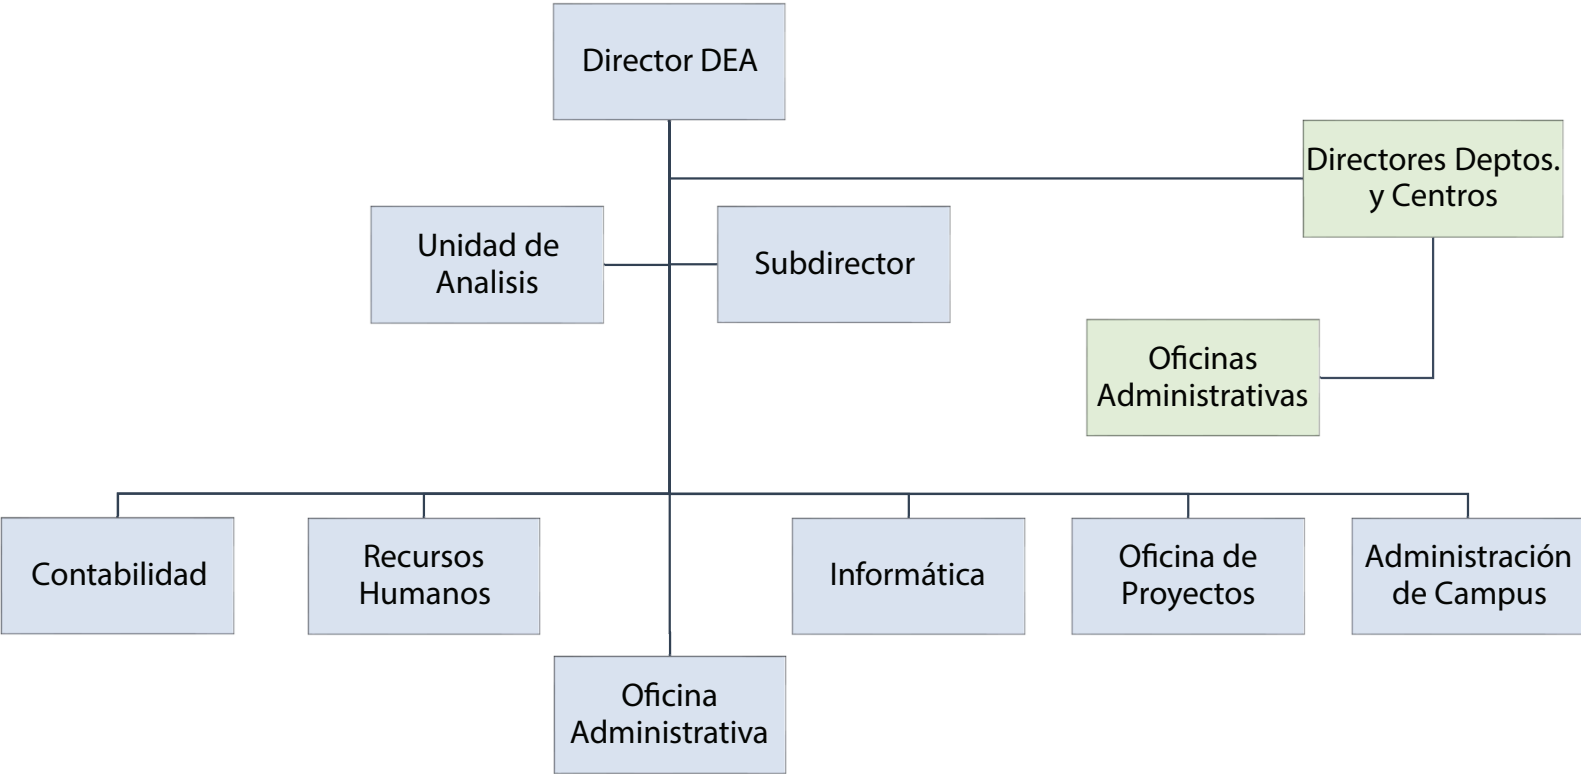 Director DEA
Directores Deptos.
y Centros
Unidad de
Analisis
Subdirector
Oficinas
Administrativas
Contabilidad
Recursos
Humanos
Informática
Oficina de
Proyectos
Administración
de Campus
Oficina
Administrativa